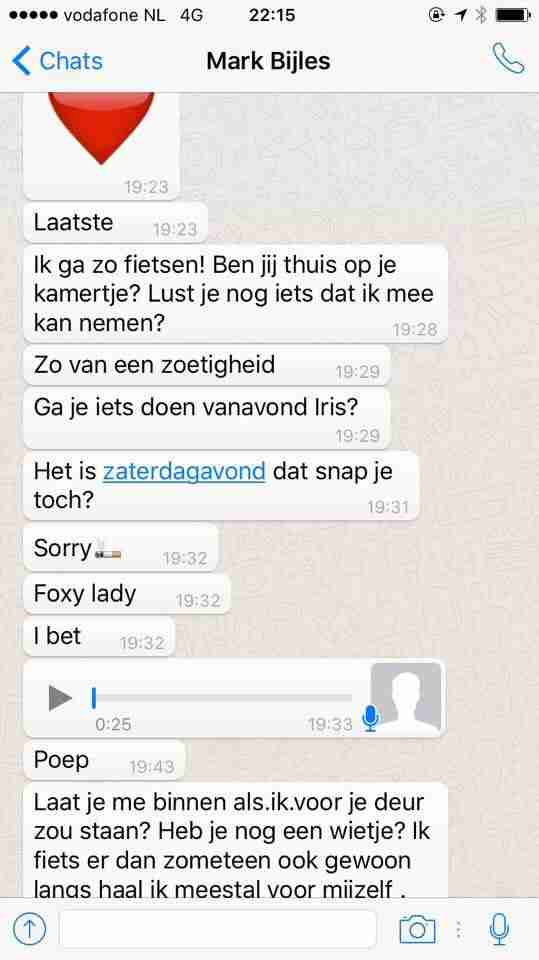 vodafone NL 4G 22:15
Chats Mark Bijles
19:23
Laatste 19:23
Ik ga zo fietsen! Ben jij thuis op je
kamertje? Lust je nog iets dat ik mee
kan nemen? 19:28
Zo van een zoetigheid 19:29
Ga je iets doen vanavond Iris?
19:29
Het is zaterdagavond dat snap je
toch? 19:31
Sorry🚬 19:32
Foxy lady 19:32
I bet 19:32
0:25 19:33
Poep 19:43
Laat je me binnen als.ik.voor je deur
zou staan? Heb je nog een wietje? Ik
fiets er dan zometeen ook gewoon
langs haal ik meestal voor mijzelf .